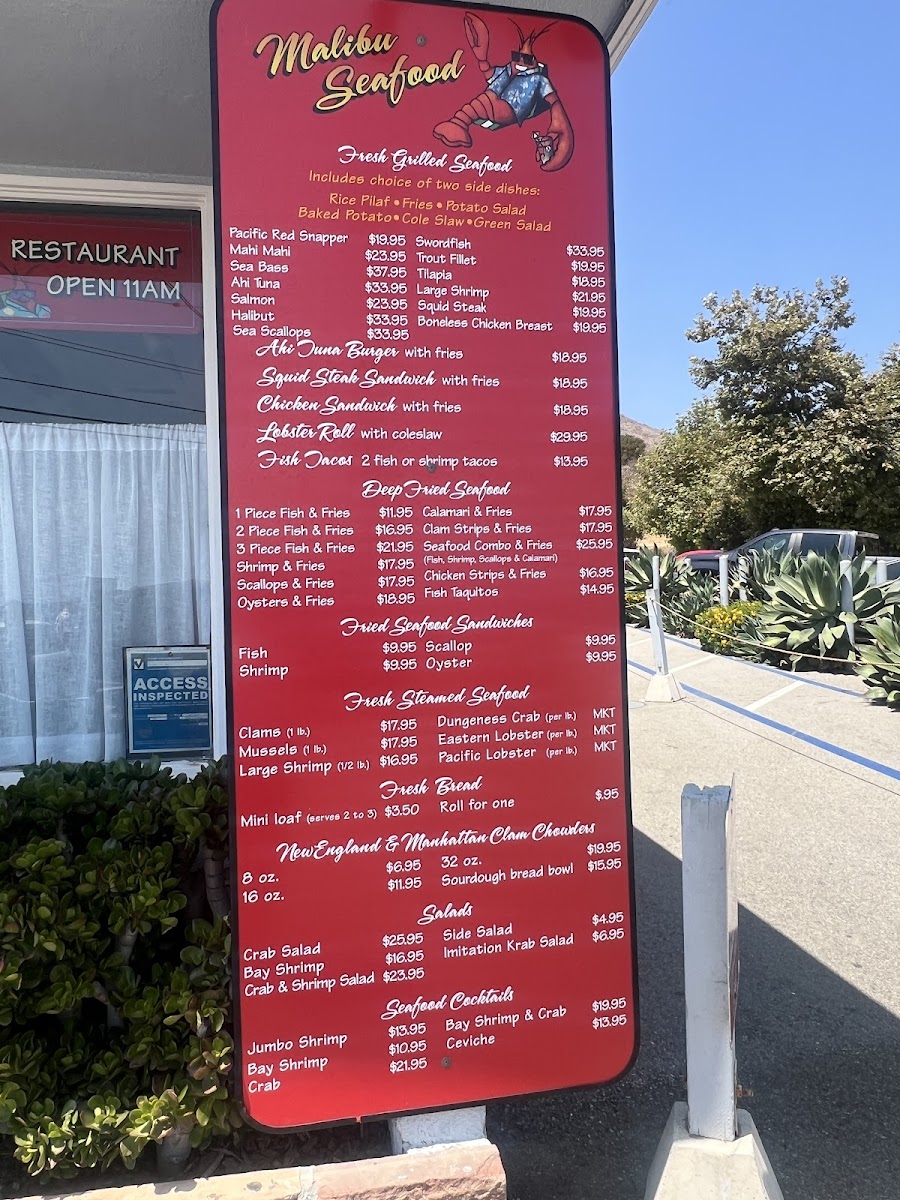 Malibu
Seafood
Fresh Grilled Seafood
Includes choice of two side dishes:
Rice Pilaf • Fries • Potato Salad
Baked Potato • Cole Slaw • Green Salad
Pacific Red Snapper $19.95 Swordfish $33.95
Mahi Mahi $23.95 Trout Fillet $19.95
Sea Bass $37.95 Tilapia $18.95
Ahi Tuna $33.95 Large Shrimp $21.95
Salmon $23.95 Squid Steak $19.95
Halibut $33.95 Boneless Chicken Breast $19.95
Sea Scallops $33.95
Ahi Tuna Burger with fries $18.95
Squid Steak Sandwich with fries $18.95
Chicken Sandwich with fries $18.95
Lobster Roll with coleslaw $29.95
Fish Tacos 2 fish or shrimp tacos $13.95
Deep Fried Seafood
1 Piece Fish & Fries $11.95 Calamari & Fries $17.95
2 Piece Fish & Fries $16.95 Clam Strips & Fries $17.95
3 Piece Fish & Fries $21.95 Seafood Combo & Fries $25.95
(Fish, Shrimp, Scallops & Calamari)
Shrimp & Fries $17.95 Chicken Strips & Fries $16.95
Scallops & Fries $17.95 Fish Taquitos $14.95
Oysters & Fries $18.95
Fried Seafood Sandwiches
Fish $9.95 Scallop $9.95
Shrimp $9.95 Oyster $9.95
Fresh Steamed Seafood
Clams (1 lb.) $17.95 Dungeness Crab (per lb.) MKT
Mussels (1 lb.) $17.95 Eastern Lobster (per lb.) MKT
Large Shrimp (1/2 lb.) $16.95 Pacific Lobster (per lb.) MKT
Fresh Bread
Mini loaf (serves 2 to 3) $3.50 Roll for one $.95
New England & Manhattan Clam Chowders
8 oz. $6.95 32 oz. $19.95
16 oz. $11.95 Sourdough bread bowl $15.95
Salads
Crab Salad $25.95 Side Salad $4.95
Bay Shrimp $16.95 Imitation Krab Salad $6.95
Crab & Shrimp Salad $23.95
Seafood Cocktails
Jumbo Shrimp $13.95 Bay Shrimp & Crab $19.95
Bay Shrimp $10.95 Ceviche $13.95
Crab $21.95
RESTAURANT
OPEN 11AM
ACCESS
INSPECTED